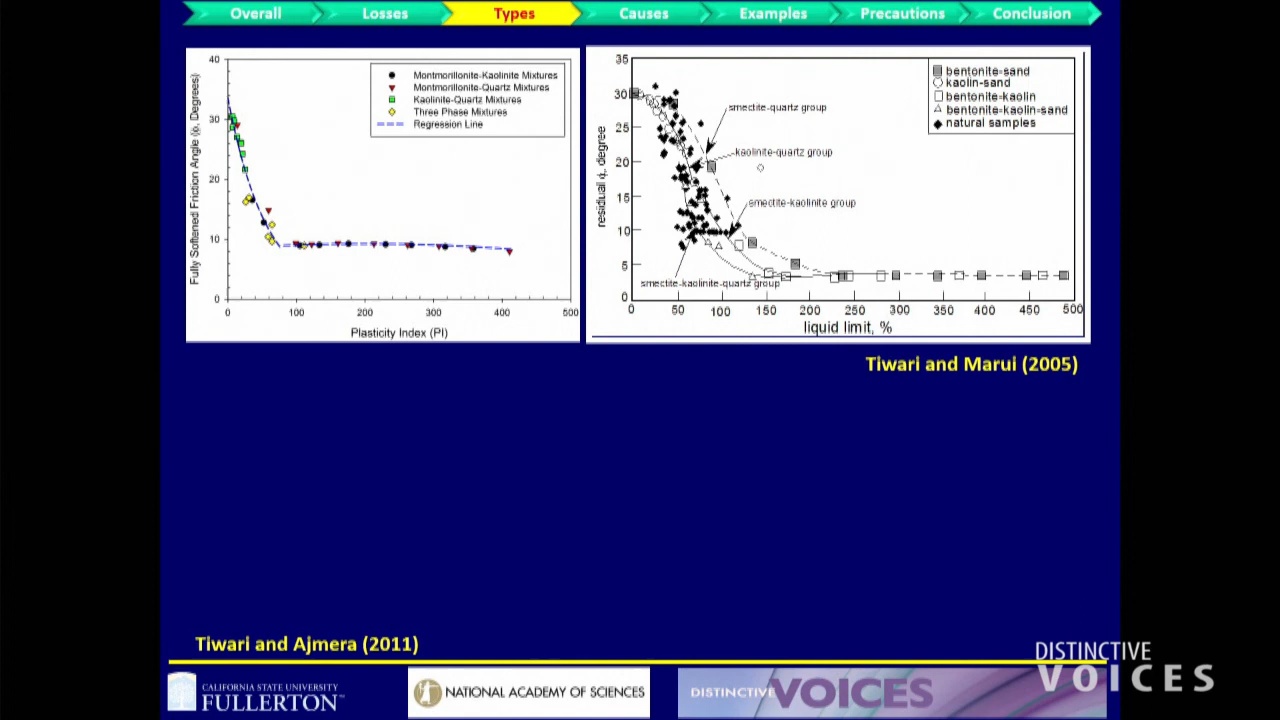 Overall Losses Types Causes Examples Precautions Conclusion
40
30
20
10
0
Fully Softened Friction Angle (ϕ, Degrees)
Montmorillonite-Kaolinite Mixtures
Montmorillonite-Quartz Mixtures
Kaolinite-Quartz Mixtures
Three Phase Mixtures
Regression Line
0 100 200 300 400 500
Plasticity Index (PI)
35
30
25
20
15
10
5
0
residual ϕ, degree
bentonite-sand
kaolin-sand
bentonite-kaolin
bentonite-kaolin-sand
natural samples
smectite-quartz group
kaolinite-quartz group
smectite-kaolinite group
smectite-kaolinite-quartz group
0 50 100 150 200 250 300 350 400 450 500
liquid limit, %
Tiwari and Marui (2005)
Tiwari and Ajmera (2011)
CALIFORNIA STATE UNIVERSITY
FULLERTON™
NATIONAL ACADEMY OF SCIENCES
DISTINCTIVE VOICES
DISTINCTIVE
VOICES